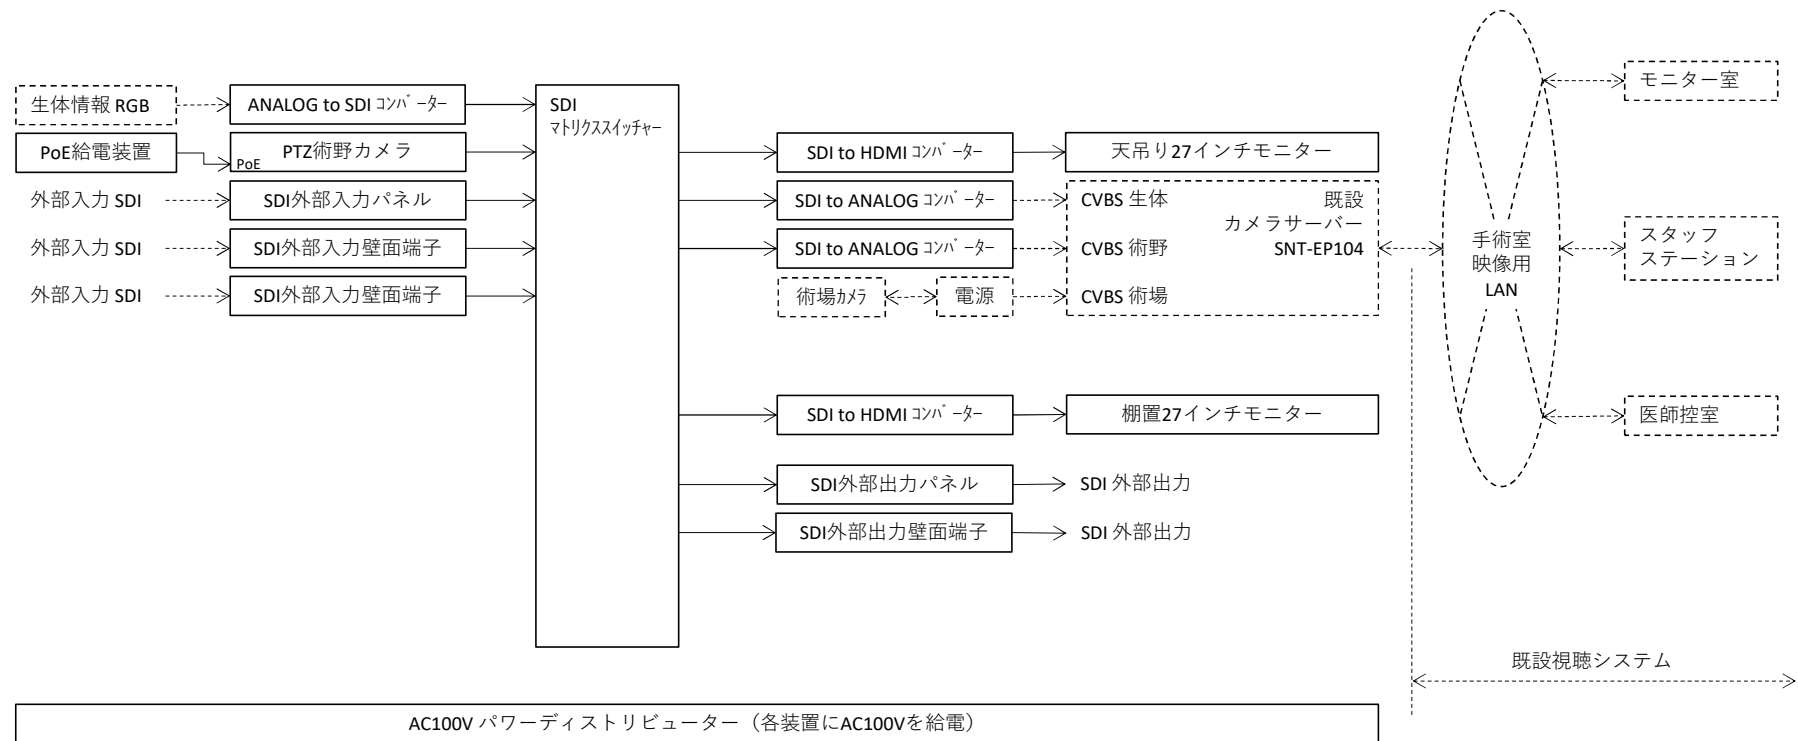 生体情報 RGB
ANALOG to SDI コンバーター
SDI
マトリクススイッチャー
モニター室
PoE給電装置
PoE
PTZ術野カメラ
SDI to HDMI コンバーター
天吊り27インチモニター
外部入力 SDI
SDI外部入力パネル
SDI to ANALOG コンバーター
CVBS 生体
既設
カメラサーバー
SNT-EP104
外部入力 SDI
SDI外部入力壁面端子
SDI to ANALOG コンバーター
CVBS 術野
手術室
映像用
LAN
スタッフ
ステーション
外部入力 SDI
SDI外部入力壁面端子
術場カメラ
電源
CVBS 術場
SDI to HDMI コンバーター
棚置27インチモニター
医師控室
SDI外部出力パネル
SDI 外部出力
SDI外部出力壁面端子
SDI 外部出力
既設視聴システム
AC100V パワーディストリビューター（各装置にAC100Vを給電）